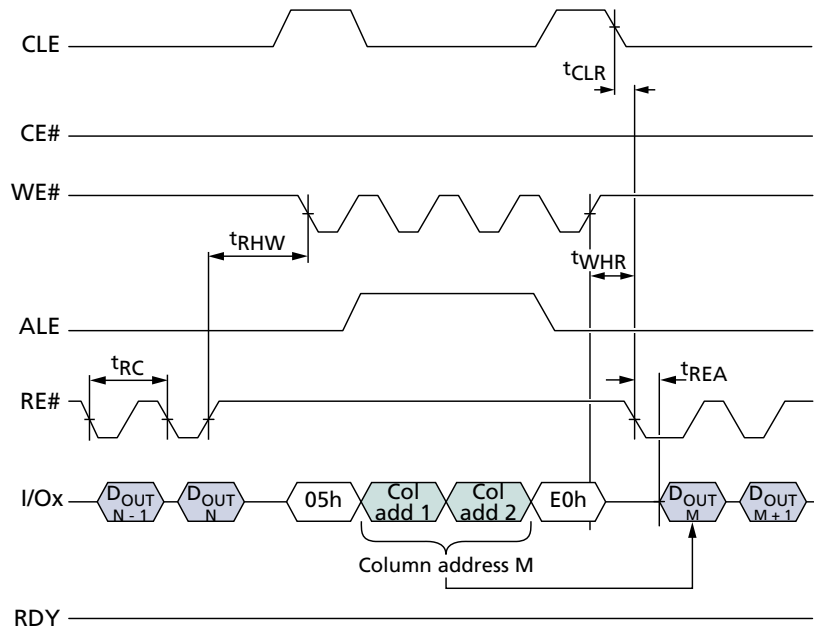 CLE
tCLR
CE#
WE#
tRHW
tWHR
ALE
tRC
tREA
RE#
I/Ox
DOUT N - 1
DOUT N
05h
Col add 1
Col add 2
E0h
DOUT M
DOUT M + 1
Column address M
RDY